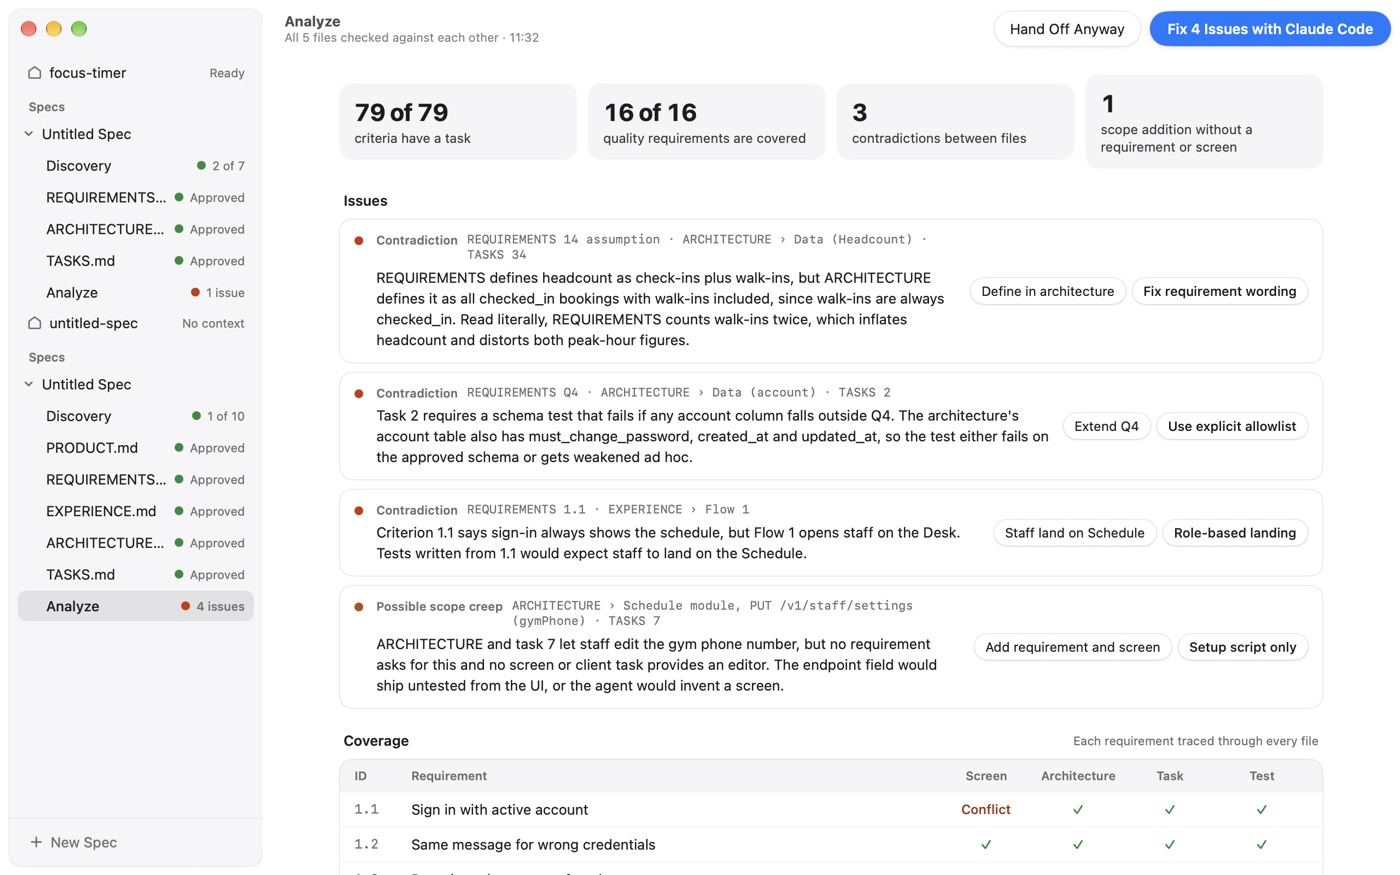 focus-timer Ready
Specs
Untitled Spec
Discovery 2 of 7
REQUIREMENTS... Approved
ARCHITECTURE... Approved
TASKS.md Approved
Analyze 1 issue
untitled-spec No context
Specs
Untitled Spec
Discovery 1 of 10
PRODUCT.md Approved
REQUIREMENTS... Approved
EXPERIENCE.md Approved
ARCHITECTURE... Approved
TASKS.md Approved
Analyze 4 issues
+ New Spec
Analyze
All 5 files checked against each other · 11:32
Hand Off Anyway
Fix 4 Issues with Claude Code
79 of 79
criteria have a task
16 of 16
quality requirements are covered
3
contradictions between files
1
scope addition without a
requirement or screen
Issues
Contradiction REQUIREMENTS 14 assumption · ARCHITECTURE › Data (Headcount) ·
TASKS 34
REQUIREMENTS defines headcount as check-ins plus walk-ins, but ARCHITECTURE
defines it as all checked_in bookings with walk-ins included, since walk-ins are always
checked_in. Read literally, REQUIREMENTS counts walk-ins twice, which inflates
headcount and distorts both peak-hour figures.
Define in architecture
Fix requirement wording
Contradiction REQUIREMENTS Q4 · ARCHITECTURE › Data (account) · TASKS 2
Task 2 requires a schema test that fails if any account column falls outside Q4. The architecture's
account table also has must_change_password, created_at and updated_at, so the test either fails on
the approved schema or gets weakened ad hoc.
Extend Q4
Use explicit allowlist
Contradiction REQUIREMENTS 1.1 · EXPERIENCE › Flow 1
Criterion 1.1 says sign-in always shows the schedule, but Flow 1 opens staff on the Desk.
Tests written from 1.1 would expect staff to land on the Schedule.
Staff land on Schedule
Role-based landing
Possible scope creep ARCHITECTURE › Schedule module, PUT /v1/staff/settings
(gymPhone) · TASKS 7
ARCHITECTURE and task 7 let staff edit the gym phone number, but no requirement
asks for this and no screen or client task provides an editor. The endpoint field would
ship untested from the UI, or the agent would invent a screen.
Add requirement and screen
Setup script only
Coverage
Each requirement traced through every file
ID Requirement Screen Architecture Task Test
1.1 Sign in with active account Conflict ✓ ✓ ✓
1.2 Same message for wrong credentials ✓ ✓ ✓ ✓